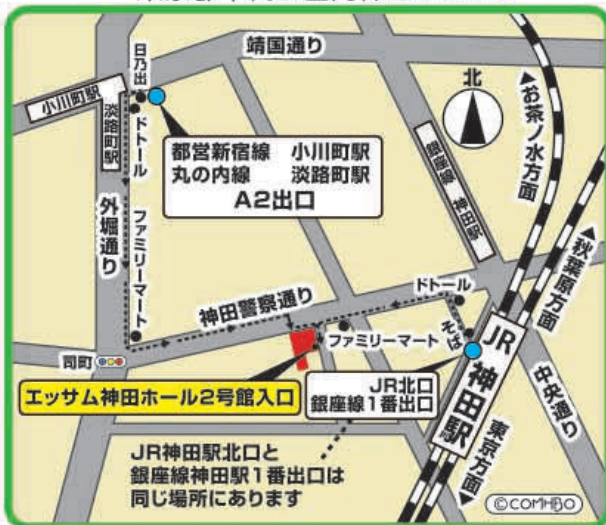 日乃出
靖国通り
北
小川町駅
淡路町駅
ドトール
都営新宿線 小川町駅
丸の内線 淡路町駅
A2出口
銀座線 神田駅
▲お茶ノ水方面
▲秋葉原方面
外堀通り
ファミリーマート
神田警察通り
ドトール
そば
ファミリーマート
司町
エッサム神田ホール2号館入口
JR北口
銀座線1番出口
JR神田駅
中央通り
東京方面▼
JR神田駅北口と
銀座線神田駅1番出口は
同じ場所にあります
©COMHBO